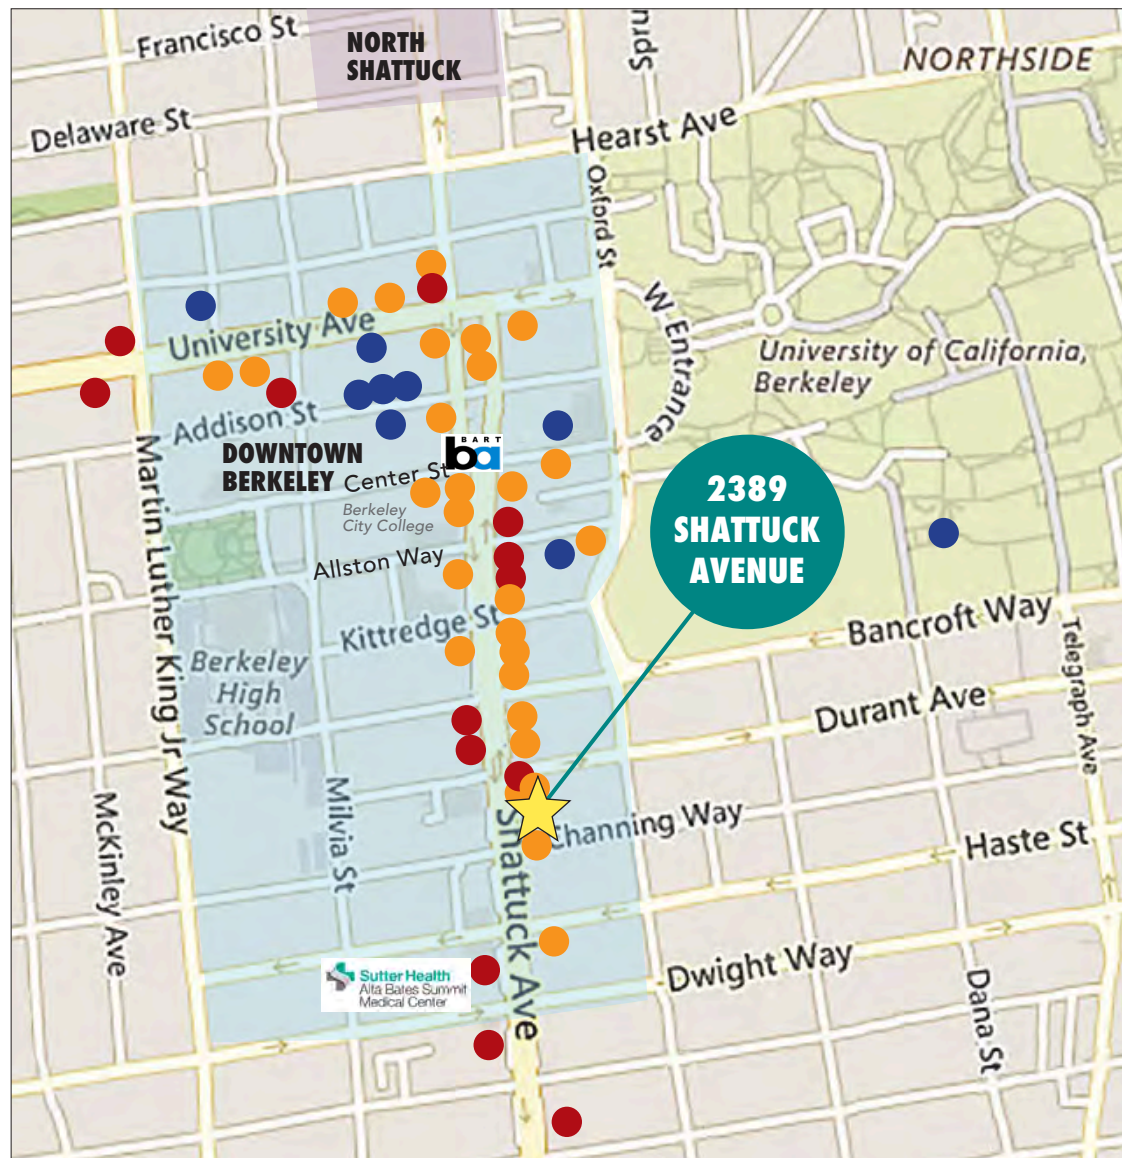 Francisco St
NORTH
SHATTUCK
NORTHSIDE
Delaware St
Hearst Ave
Oxford St
W Entrance
University Ave
University of California,
Berkeley
Addison St
BART
ba
DOWNTOWN
BERKELEY
Center St
Berkeley
City College
2389
SHATTUCK
AVENUE
Martin Luther King Jr Way
Allston Way
Kittredge St
Bancroft Way
Telegraph Ave
Berkeley
High
School
Durant Ave
McKinley Ave
Milvia St
Shattuck Ave
Channing Way
Haste St
Sutter Health
Alta Bates Summit
Medical Center
Dwight Way
Dana St